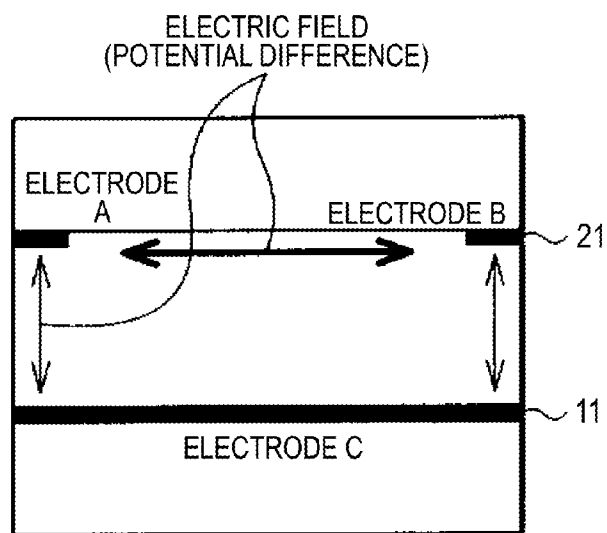 ELECTRIC FIELD
(POTENTIAL DIFFERENCE)
ELECTRODE
A
ELECTRODE B
21
11
ELECTRODE C